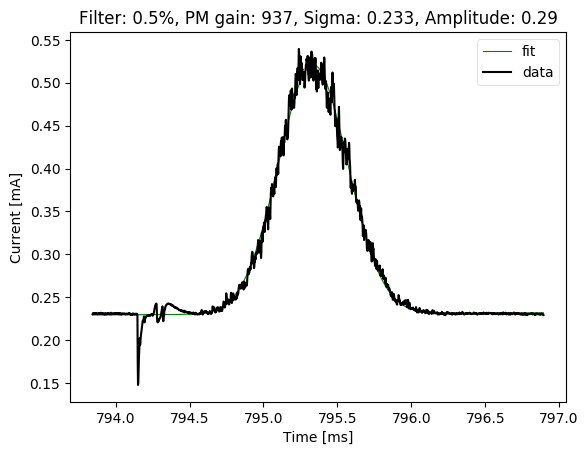 Filter: 0.5%, PM gain: 937, Sigma: 0.233, Amplitude: 0.29
fit
data
Current [mA]
0.55
0.50
0.45
0.40
0.35
0.30
0.25
0.20
0.15
794.0 794.5 795.0 795.5 796.0 796.5 797.0
Time [ms]